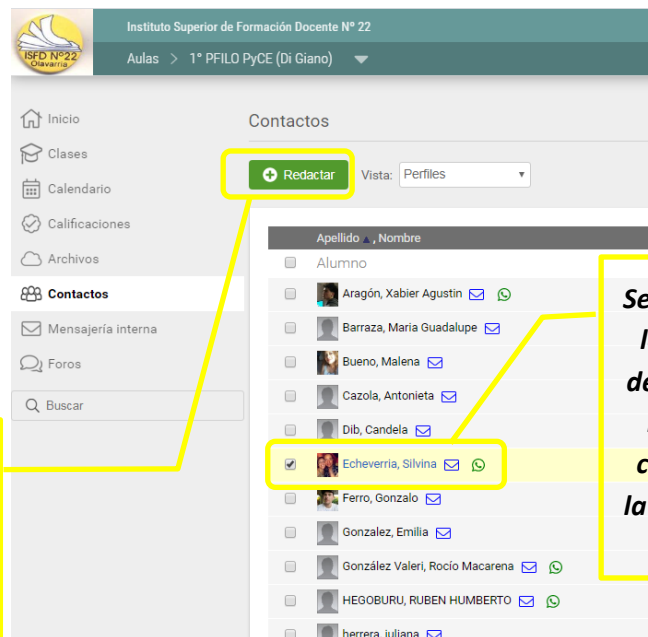 Instituto Superior de Formación Docente Nº 22
ISFD Nº22
Olavarría
Aulas > 1° PFILO PyCE (Di Giano)
Inicio
Clases
Calendario
Calificaciones
Archivos
Contactos
Mensajería interna
Foros
Buscar
Contactos
Redactar
Vista: Perfiles
Apellido , Nombre
Alumno
Aragón, Xabier Agustin
Barraza, Maria Guadalupe
Bueno, Malena
Cazola, Antonieta
Dib, Candela
Echeverria, Silvina
Ferro, Gonzalo
Gonzalez, Emilia
González Valeri, Rocío Macarena
HEGOBURU, RUBEN HUMBERTO
herrera, juliana
Se
l
de
c
la